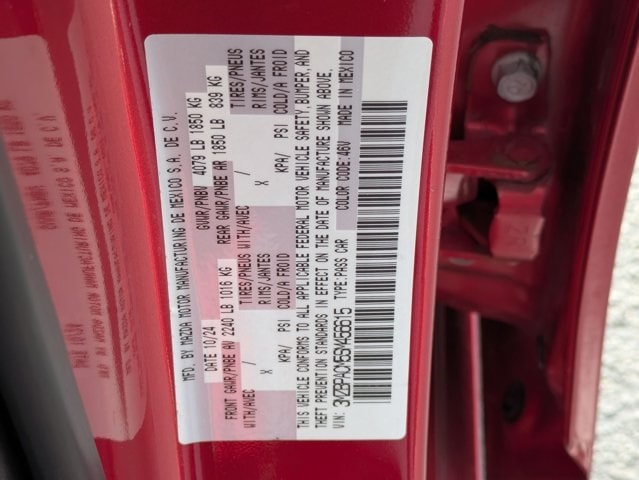 MFD. BY MAZDA MOTOR MANUFACTURING DE MEXICO S.A. DE C.V.
DATE 10/24 GVWR/PNBV 4079 LB 1850 KG
FRONT GAWR/PNBE AV 2240 LB 1016 KG REAR GAWR/PNBE AR 1850 LB 839 KG
WITH/AVEC TIRES/PNEUS WITH/AVEC TIRES/PNEUS
/ RIMS/JANTES / RIMS/JANTES
X X
KPA/ PSI COLD/A FROID KPA/ PSI COLD/A FROID
THIS VEHICLE CONFORMS TO ALL APPLICABLE FEDERAL MOTOR VEHICLE SAFETY, BUMPER, AND
THEFT PREVENTION STANDARDS IN EFFECT ON THE DATE OF MANUFACTURE SHOWN ABOVE.
VIN: TYPE:PASS CAR COLOR CODE:46V MADE IN MEXICO